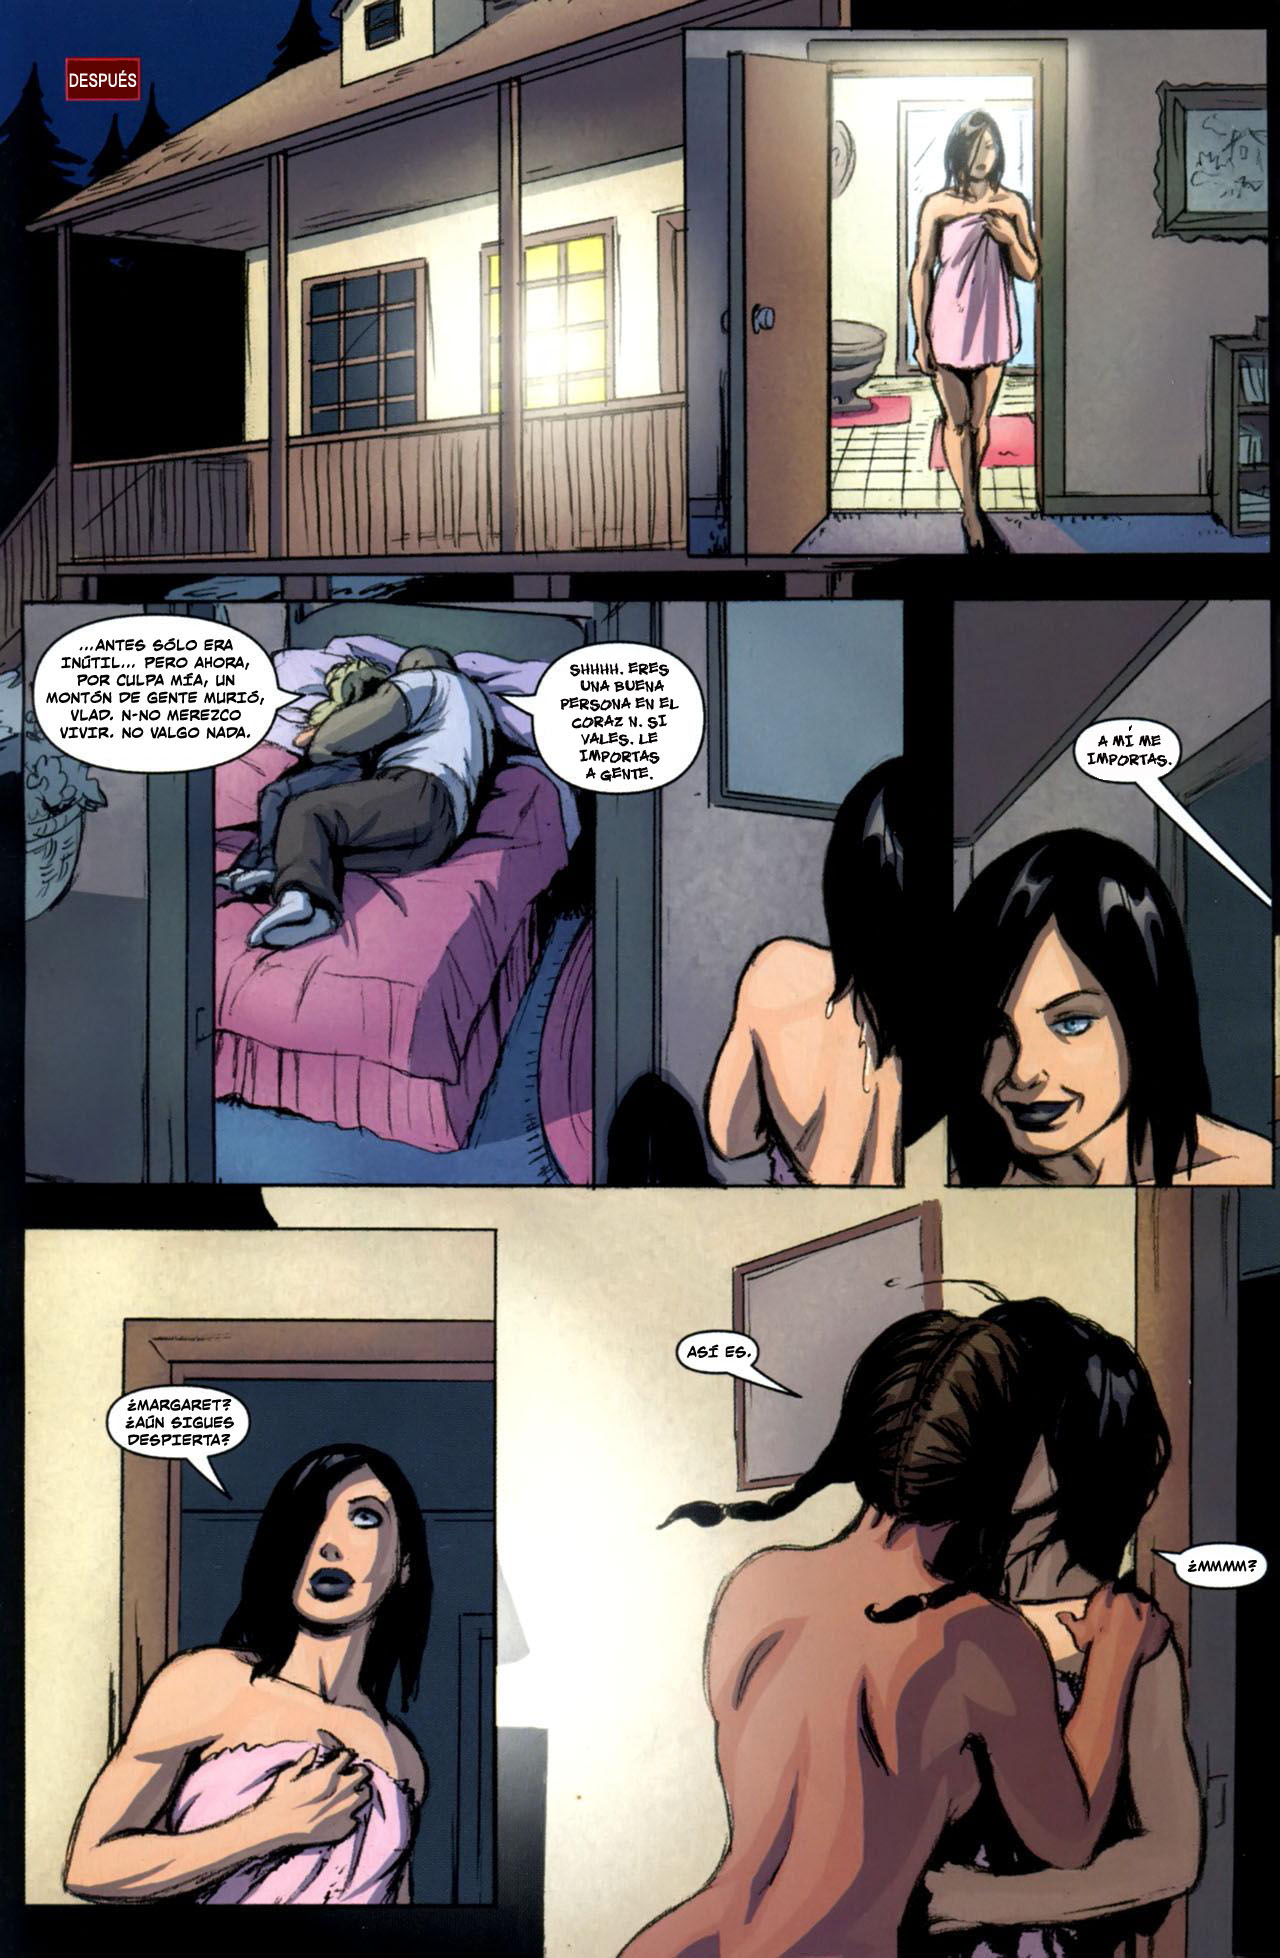 DESPUÉS
...ANTES SÓLO ERA
INÚTIL... PERO AHORA,
POR CULPA MÍA, UN
MONTÓN DE GENTE MURIÓ,
VLAD. N-NO MEREZCO
VIVIR. NO VALGO NADA.
SHHHH. ERES
UNA BUENA
PERSONA EN EL
CORAZ N. SI
VALES. LE
IMPORTAS
A GENTE.
A MÍ ME
IMPORTAS.
¿MARGARET?
¿AÚN SIGUES
DESPIERTA?
ASÍ ES.
¿MMMM?